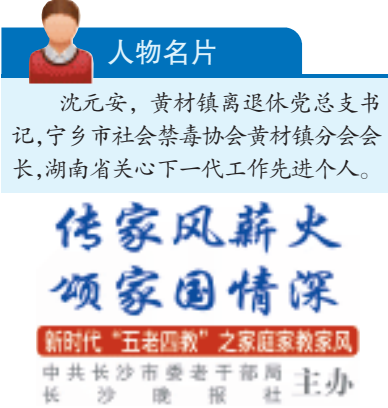 人物名片
沈元安，黄材镇离退休党总支书
记,宁乡市社会禁毒协会黄材镇分会会
长,湖南省关心下一代工作先进个人。
传家风薪火
颂家国情深
新时代“五老四教”之家庭家教家风
中共长沙市委老干部局
长沙晚报社
主办